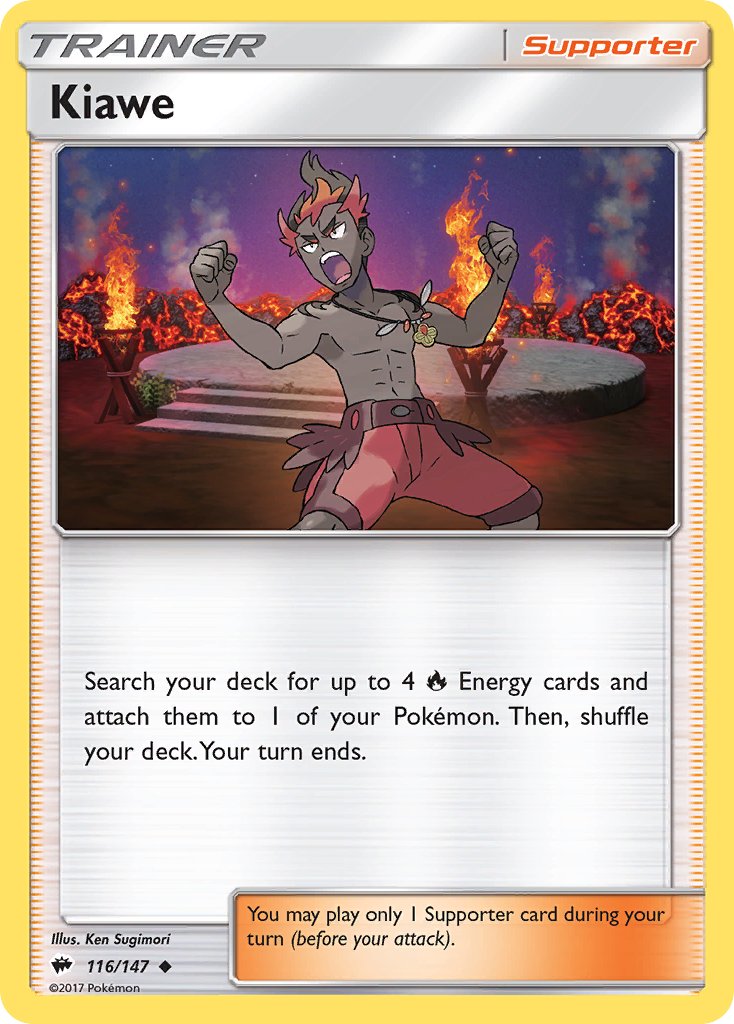 TRAINER
Supporter
Kiawe
Search your deck for up to 4 Energy cards and
attach them to 1 of your Pokémon. Then, shuffle
your deck. Your turn ends.
You may play only 1 Supporter card during your
turn (before your attack).
Illus. Ken Sugimori
116/147
©2017 Pokémon